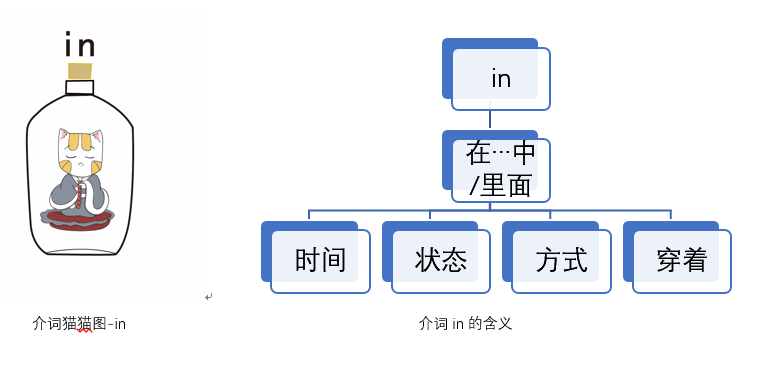 in
in
在…中
/里面
时间
状态
方式
穿着
介词猫猫图-in
介词 in 的含义